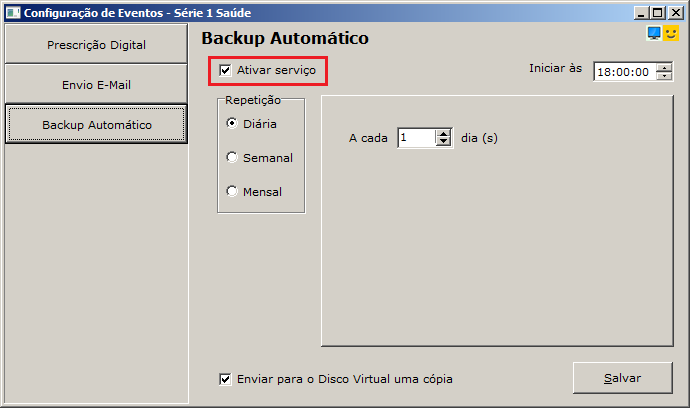 Configuração de Eventos - Série 1 Saúde
Prescrição Digital
Envio E-Mail
Backup Automático
Backup Automático
Ativar serviço
Iniciar às 18:00:00
Repetição
Diária
Semanal
Mensal
A cada 1 dia (s)
Enviar para o Disco Virtual uma cópia
Salvar